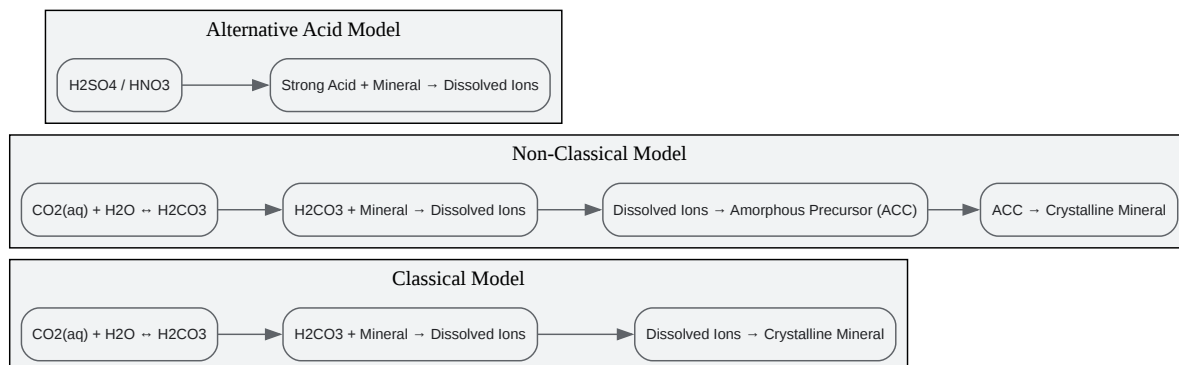 Alternative Acid Model
H2SO4 / HNO3
Strong Acid + Mineral → Dissolved Ions
Non-Classical Model
CO2(aq) + H2O ↔ H2CO3
H2CO3 + Mineral → Dissolved Ions
Dissolved Ions → Amorphous Precursor (ACC)
ACC → Crystalline Mineral
Classical Model
CO2(aq) + H2O ↔ H2CO3
H2CO3 + Mineral → Dissolved Ions
Dissolved Ions → Crystalline Mineral